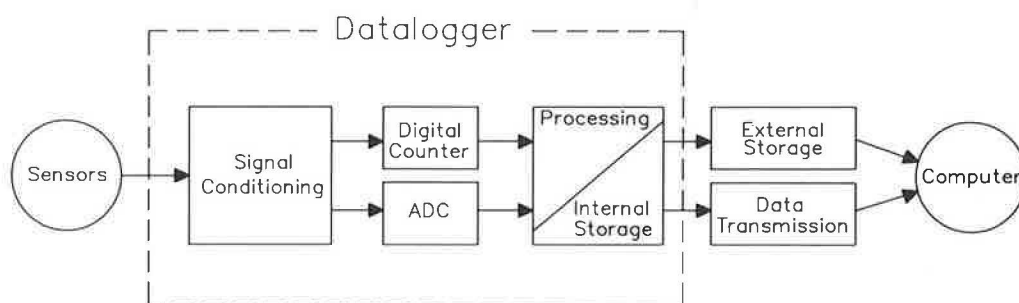 Datalogger
Sensors
Signal
Conditioning
Digital
Counter
ADC
Processing
Internal
Storage
External
Storage
Data
Transmission
Computer